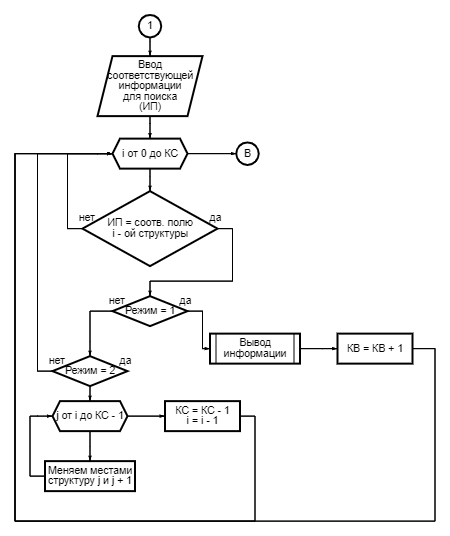 1
Ввод
соответствующей
информации
для поиска
(ИП)
i от 0 до КС
В
нет
ИП = соотв. полю
i - ой структуры
да
нет
Режим = 1
да
Вывод
информации
КВ = КВ + 1
нет
Режим = 2
да
j от i до КС - 1
КС = КС - 1
i = i - 1
Меняем местами
структуру j и j + 1